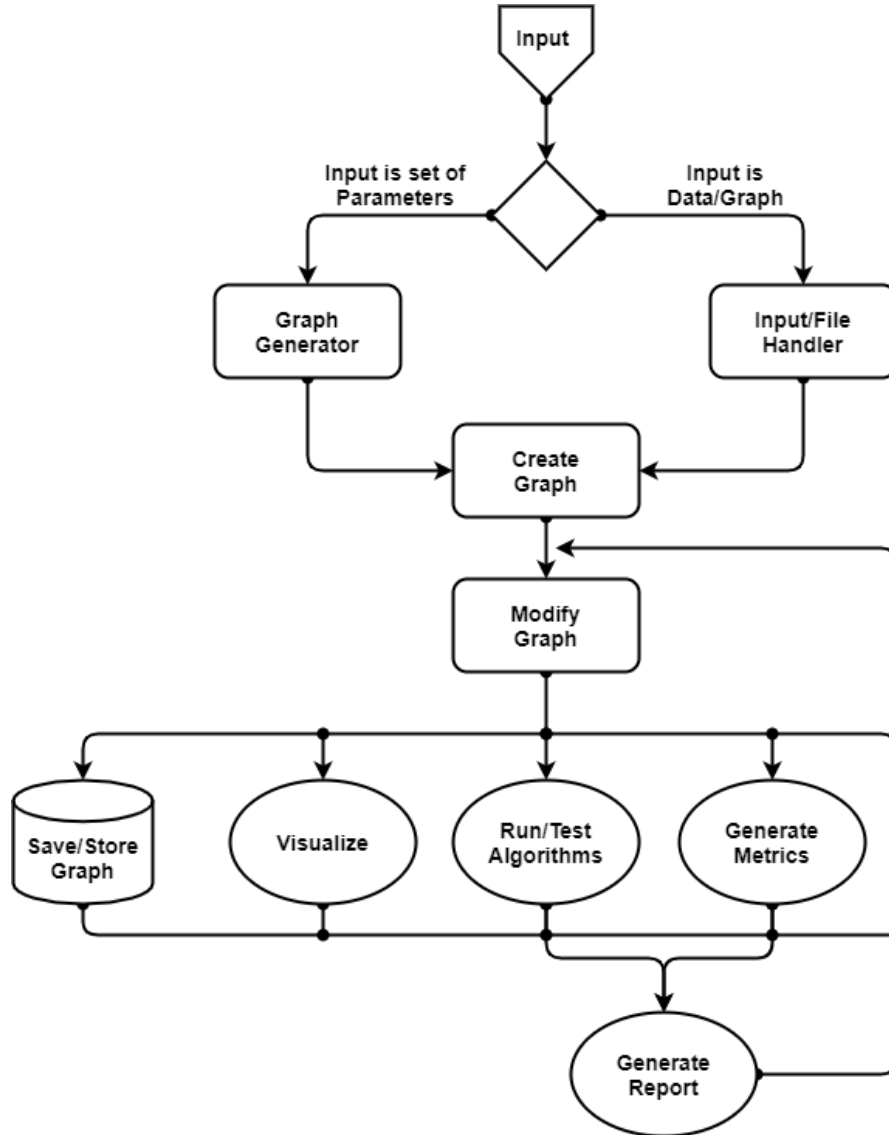 Input
Input is set of
Parameters
Input is
Data/Graph
Graph
Generator
Input/File
Handler
Create
Graph
Modify
Graph
Save/Store
Graph
Visualize
Run/Test
Algorithms
Generate
Metrics
Generate
Report